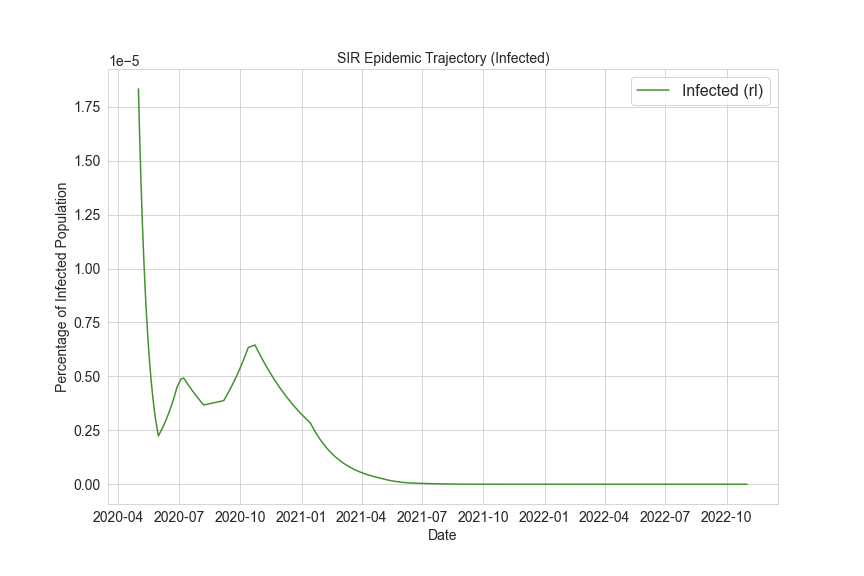 SIR Epidemic Trajectory (Infected)
1e−5
Infected (rI)
1.75
1.50
1.25
1.00
0.75
0.50
0.25
0.00
Percentage of Infected Population
2020-04 2020-07 2020-10 2021-01 2021-04 2021-07 2021-10 2022-01 2022-04 2022-07 2022-10
Date